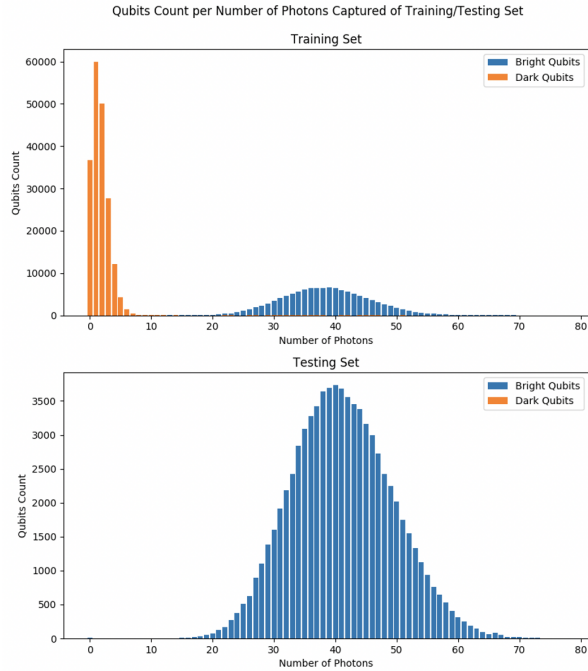 Qubits Count per Number of Photons Captured of Training/Testing Set
Training Set
Bright Qubits
Dark Qubits
60000
50000
40000
30000
20000
10000
0
Qubits Count
0 10 20 30 40 50 60 70 80
Number of Photons
Testing Set
Bright Qubits
Dark Qubits
3500
3000
2500
2000
1500
1000
500
0
Qubits Count
0 10 20 30 40 50 60 70 80
Number of Photons